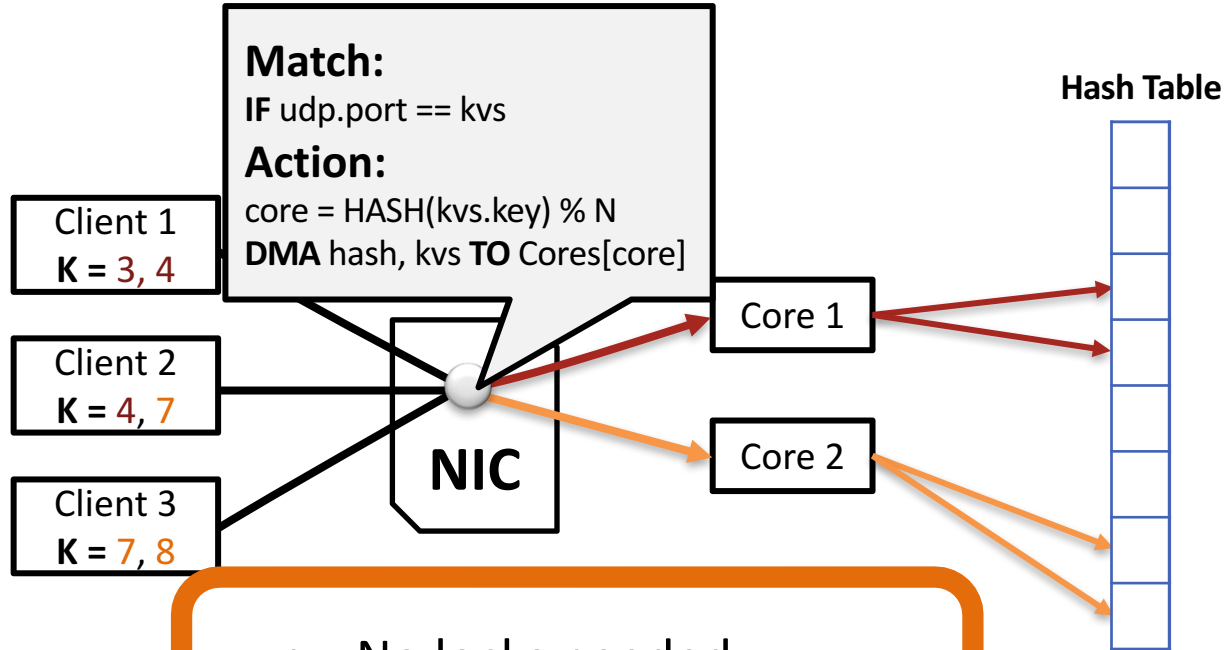 Match:
IF udp.port == kvs
Action:
core = HASH(kvs.key) % N
DMA hash, kvs TO Cores[core]
Hash Table
Client 1
K = 3, 4
Client 2
K = 4, 7
Client 3
K = 7, 8
NIC
Core 1
Core 2